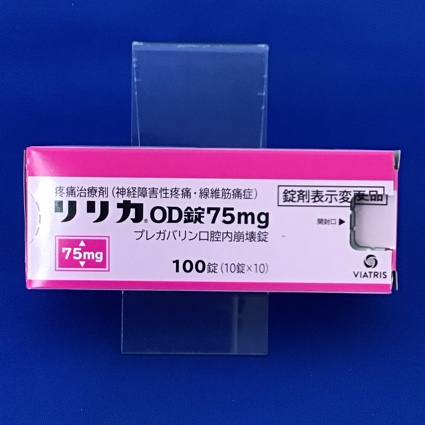 疼痛治療剤(神経障害性疼痛・線維筋痛症)
錠剤表示変更品
リリカ®OD錠75mg
開封口▶
プレガバリン口腔内崩壊錠
75mg
100錠(10錠×10)
VIATRIS